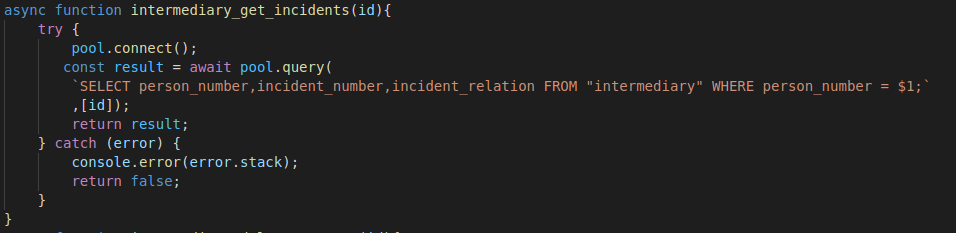 async function intermediary_get_incidents(id){
    try {
        pool.connect();
       const result = await pool.query(
        `SELECT person_number,incident_number,incident_relation FROM "intermediary" WHERE person_number = $1;`
        ,[id]);
        return result;
    } catch (error) {
        console.error(error.stack);
        return false;
    }
}